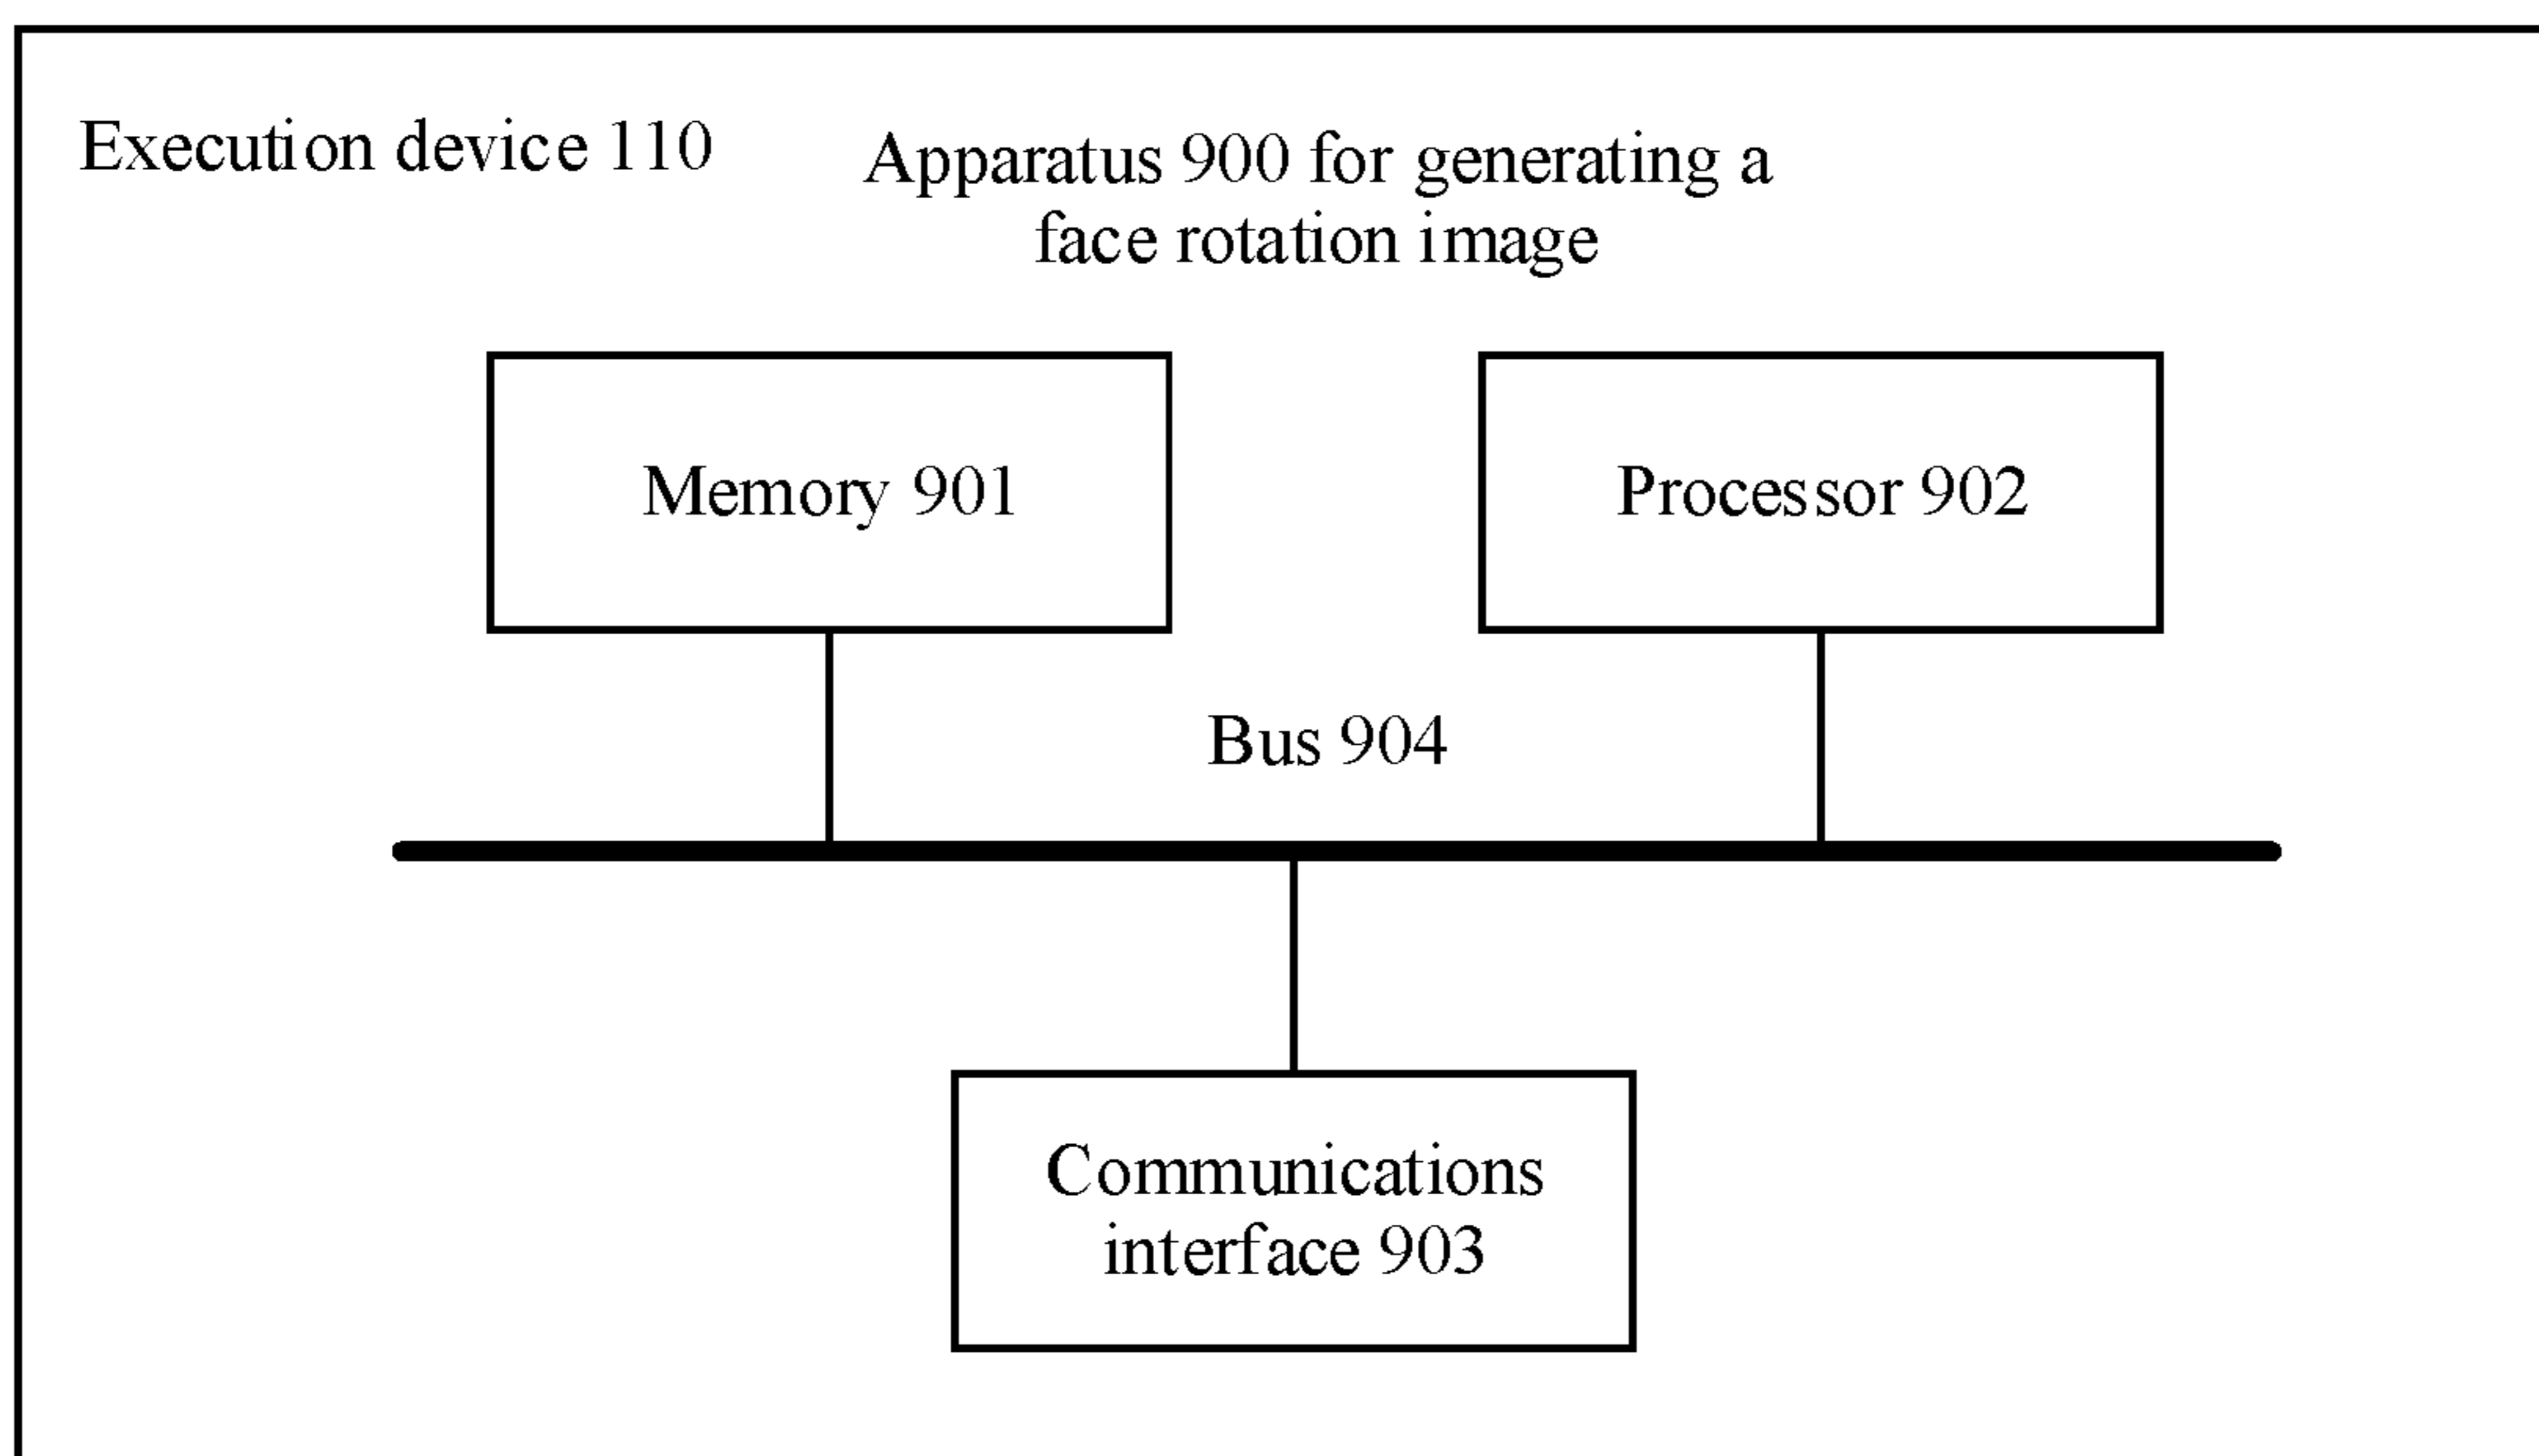 Execution device 110
Apparatus 900 for generating a
face rotation image
Memory 901
Processor 902
Bus 904
Communications
interface 903